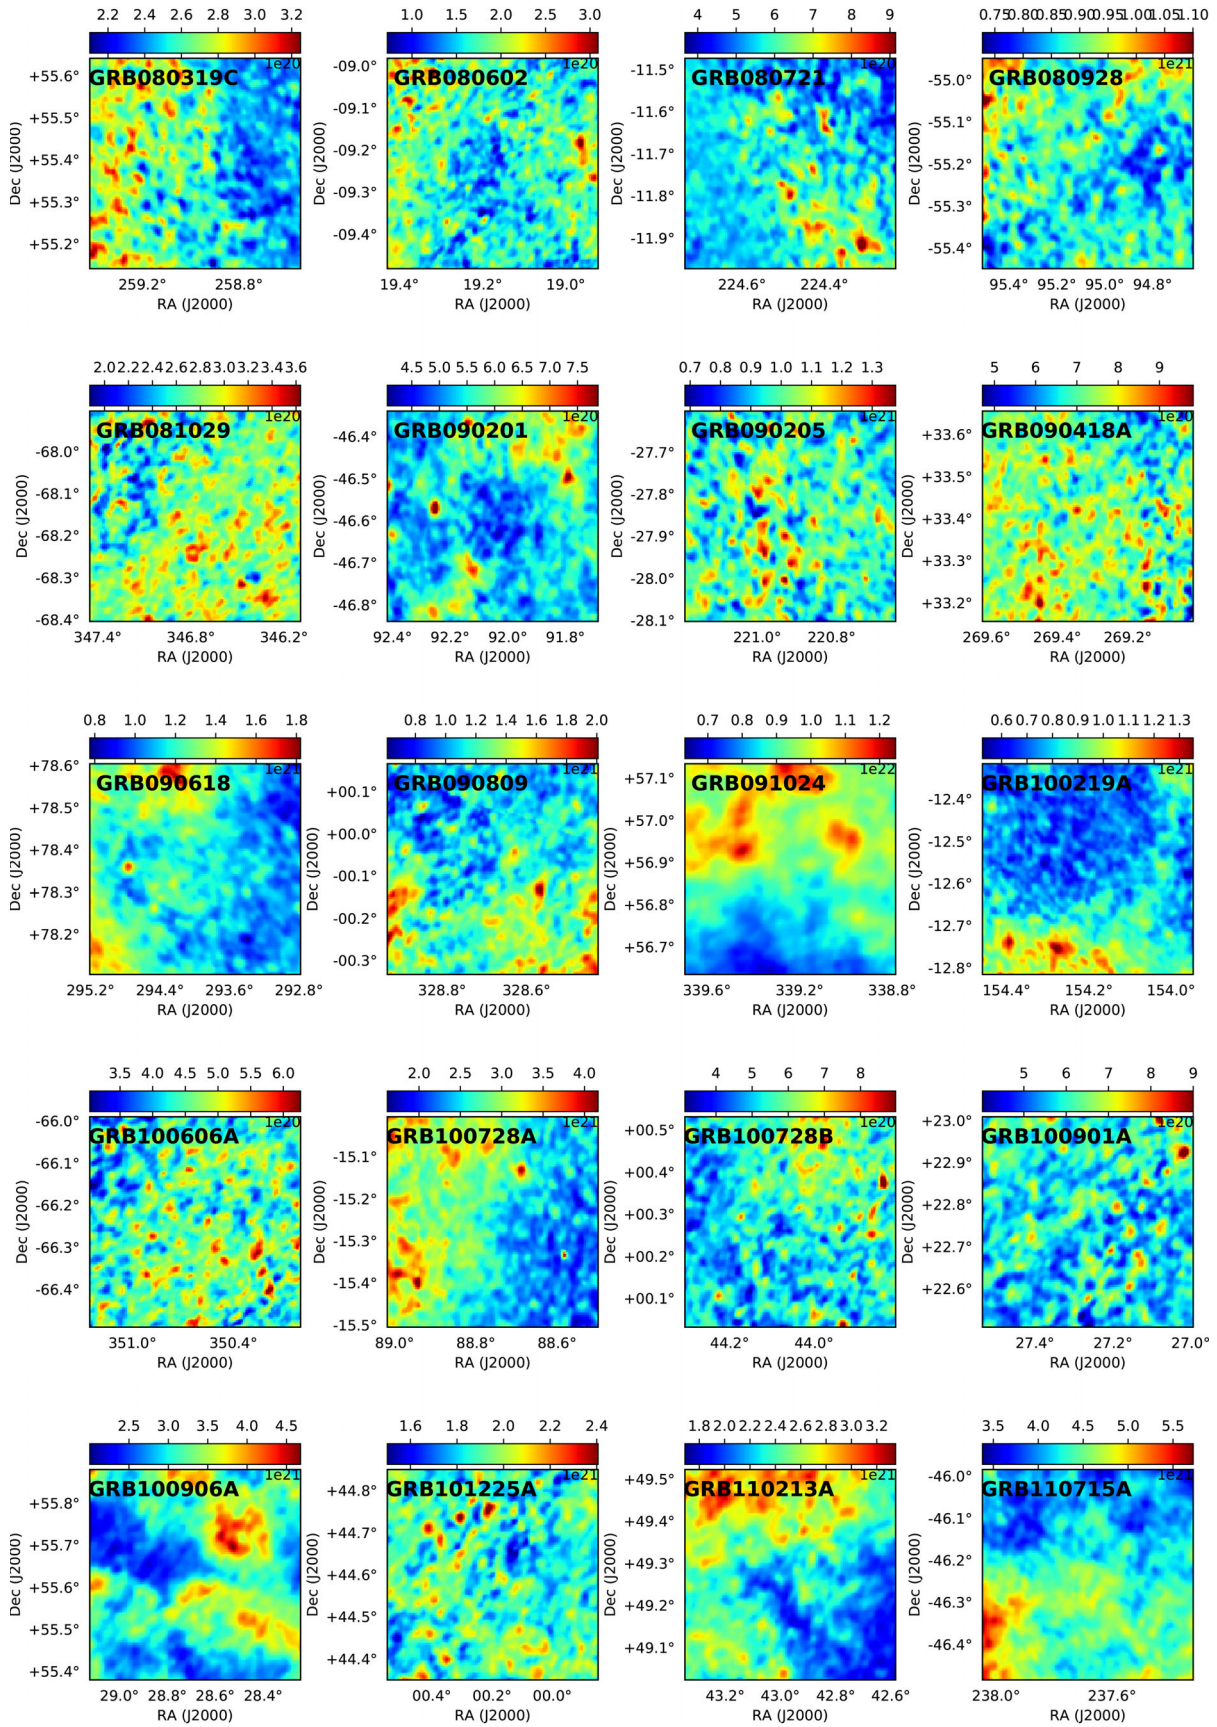 2.2 2.4 2.6 2.8 3.0 3.2
1e20
GRB080319C
+55.6°
+55.5°
+55.4°
+55.3°
+55.2°
Dec (J2000)
259.2° 258.8°
RA (J2000)
1.0 1.5 2.0 2.5 3.0
1e20
GRB080602
-09.0°
-09.1°
-09.2°
-09.3°
-09.4°
Dec (J2000)
19.4° 19.2° 19.0°
RA (J2000)
4 5 6 7 8 9
1e20
GRB080721
-11.5°
-11.6°
-11.7°
-11.8°
-11.9°
Dec (J2000)
224.6° 224.4°
RA (J2000)
0.75 0.80 0.85 0.90 0.95 1.00 1.05 1.10
1e21
GRB080928
-55.0°
-55.1°
-55.2°
-55.3°
-55.4°
Dec (J2000)
95.4° 95.2° 95.0° 94.8°
RA (J2000)
2.0 2.2 2.4 2.6 2.8 3.0 3.2 3.4 3.6
1e20
GRB081029
-68.0°
-68.1°
-68.2°
-68.3°
-68.4°
Dec (J2000)
347.4° 346.8° 346.2°
RA (J2000)
4.5 5.0 5.5 6.0 6.5 7.0 7.5
1e20
GRB090201
-46.4°
-46.5°
-46.6°
-46.7°
-46.8°
Dec (J2000)
92.4° 92.2° 92.0° 91.8°
RA (J2000)
0.7 0.8 0.9 1.0 1.1 1.2 1.3
1e21
GRB090205
-27.7°
-27.8°
-27.9°
-28.0°
-28.1°
Dec (J2000)
221.0° 220.8°
RA (J2000)
5 6 7 8 9
1e20
GRB090418A
+33.6°
+33.5°
+33.4°
+33.3°
+33.2°
Dec (J2000)
269.6° 269.4° 269.2°
RA (J2000)
0.8 1.0 1.2 1.4 1.6 1.8
1e21
GRB090618
+78.6°
+78.5°
+78.4°
+78.3°
+78.2°
Dec (J2000)
295.2° 294.4° 293.6° 292.8°
RA (J2000)
0.8 1.0 1.2 1.4 1.6 1.8 2.0
1e21
GRB090809
+00.1°
+00.0°
-00.1°
-00.2°
-00.3°
Dec (J2000)
328.8° 328.6°
RA (J2000)
0.7 0.8 0.9 1.0 1.1 1.2
1e22
GRB091024
+57.1°
+57.0°
+56.9°
+56.8°
+56.7°
Dec (J2000)
339.6° 339.2° 338.8°
RA (J2000)
0.6 0.7 0.8 0.9 1.0 1.1 1.2 1.3
1e21
GRB100219A
-12.4°
-12.5°
-12.6°
-12.7°
-12.8°
Dec (J2000)
154.4° 154.2° 154.0°
RA (J2000)
3.5 4.0 4.5 5.0 5.5 6.0
1e20
GRB100606A
-66.0°
-66.1°
-66.2°
-66.3°
-66.4°
Dec (J2000)
351.0° 350.4°
RA (J2000)
2.0 2.5 3.0 3.5 4.0
1e21
GRB100728A
-15.1°
-15.2°
-15.3°
-15.4°
-15.5°
Dec (J2000)
89.0° 88.8° 88.6°
RA (J2000)
4 5 6 7 8
1e20
GRB100728B
+00.5°
+00.4°
+00.3°
+00.2°
+00.1°
Dec (J2000)
44.2° 44.0°
RA (J2000)
5 6 7 8 9
1e20
GRB100901A
+23.0°
+22.9°
+22.8°
+22.7°
+22.6°
Dec (J2000)
27.4° 27.2° 27.0°
RA (J2000)
2.5 3.0 3.5 4.0 4.5
1e21
GRB100906A
+55.8°
+55.7°
+55.6°
+55.5°
+55.4°
Dec (J2000)
29.0° 28.8° 28.6° 28.4°
RA (J2000)
1.6 1.8 2.0 2.2 2.4
1e21
GRB101225A
+44.8°
+44.7°
+44.6°
+44.5°
+44.4°
Dec (J2000)
00.4° 00.2° 00.0°
RA (J2000)
1.8 2.0 2.2 2.4 2.6 2.8 3.0 3.2
1e21
GRB110213A
+49.5°
+49.4°
+49.3°
+49.2°
+49.1°
Dec (J2000)
43.2° 43.0° 42.8° 42.6°
RA (J2000)
3.5 4.0 4.5 5.0 5.5
1e21
GRB110715A
-46.0°
-46.1°
-46.2°
-46.3°
-46.4°
Dec (J2000)
238.0° 237.6°
RA (J2000)